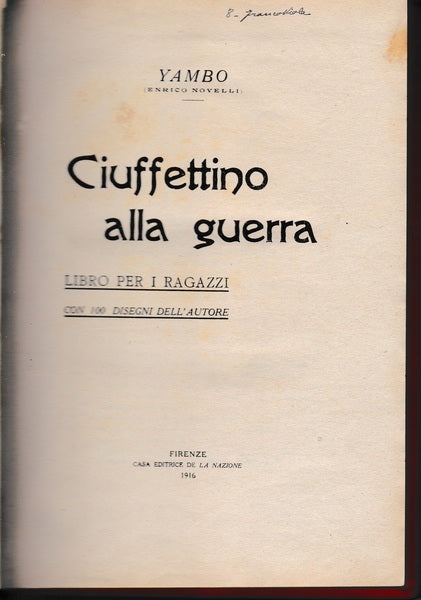 YAMBO
(ENRICO NOVELLI)
Ciuffettino
alla guerra
LIBRO PER I RAGAZZI
CON 100 DISEGNI DELL'AUTORE
FIRENZE
CASA EDITRICE DE LA NAZIONE
1916